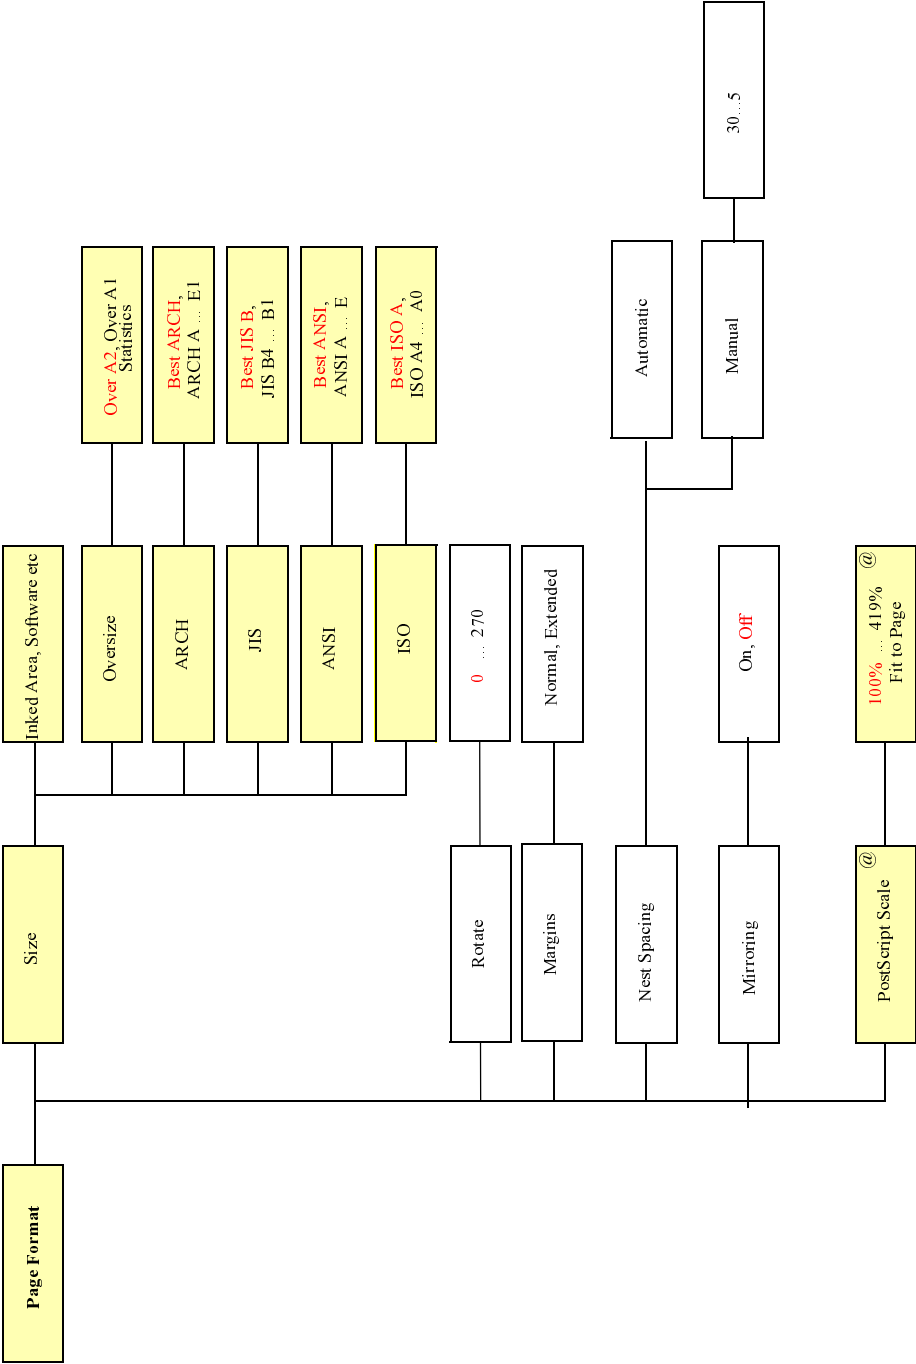 Page Format
Size
Inked Area, Software etc
Oversize
Over A2, Over A1
Statistics
ARCH
Best ARCH,
ARCH A ... E1
JIS
Best JIS B,
JIS B4 ... B1
ANSI
Best ANSI,
ANSI A ... E
ISO
Best ISO A,
ISO A4 ... A0
Rotate
0 ... 270
Margins
Normal, Extended
Nest Spacing
Automatic
Manual
30...5
Mirroring
On, Off
@
PostScript Scale
@
100% ... 419%
Fit to Page